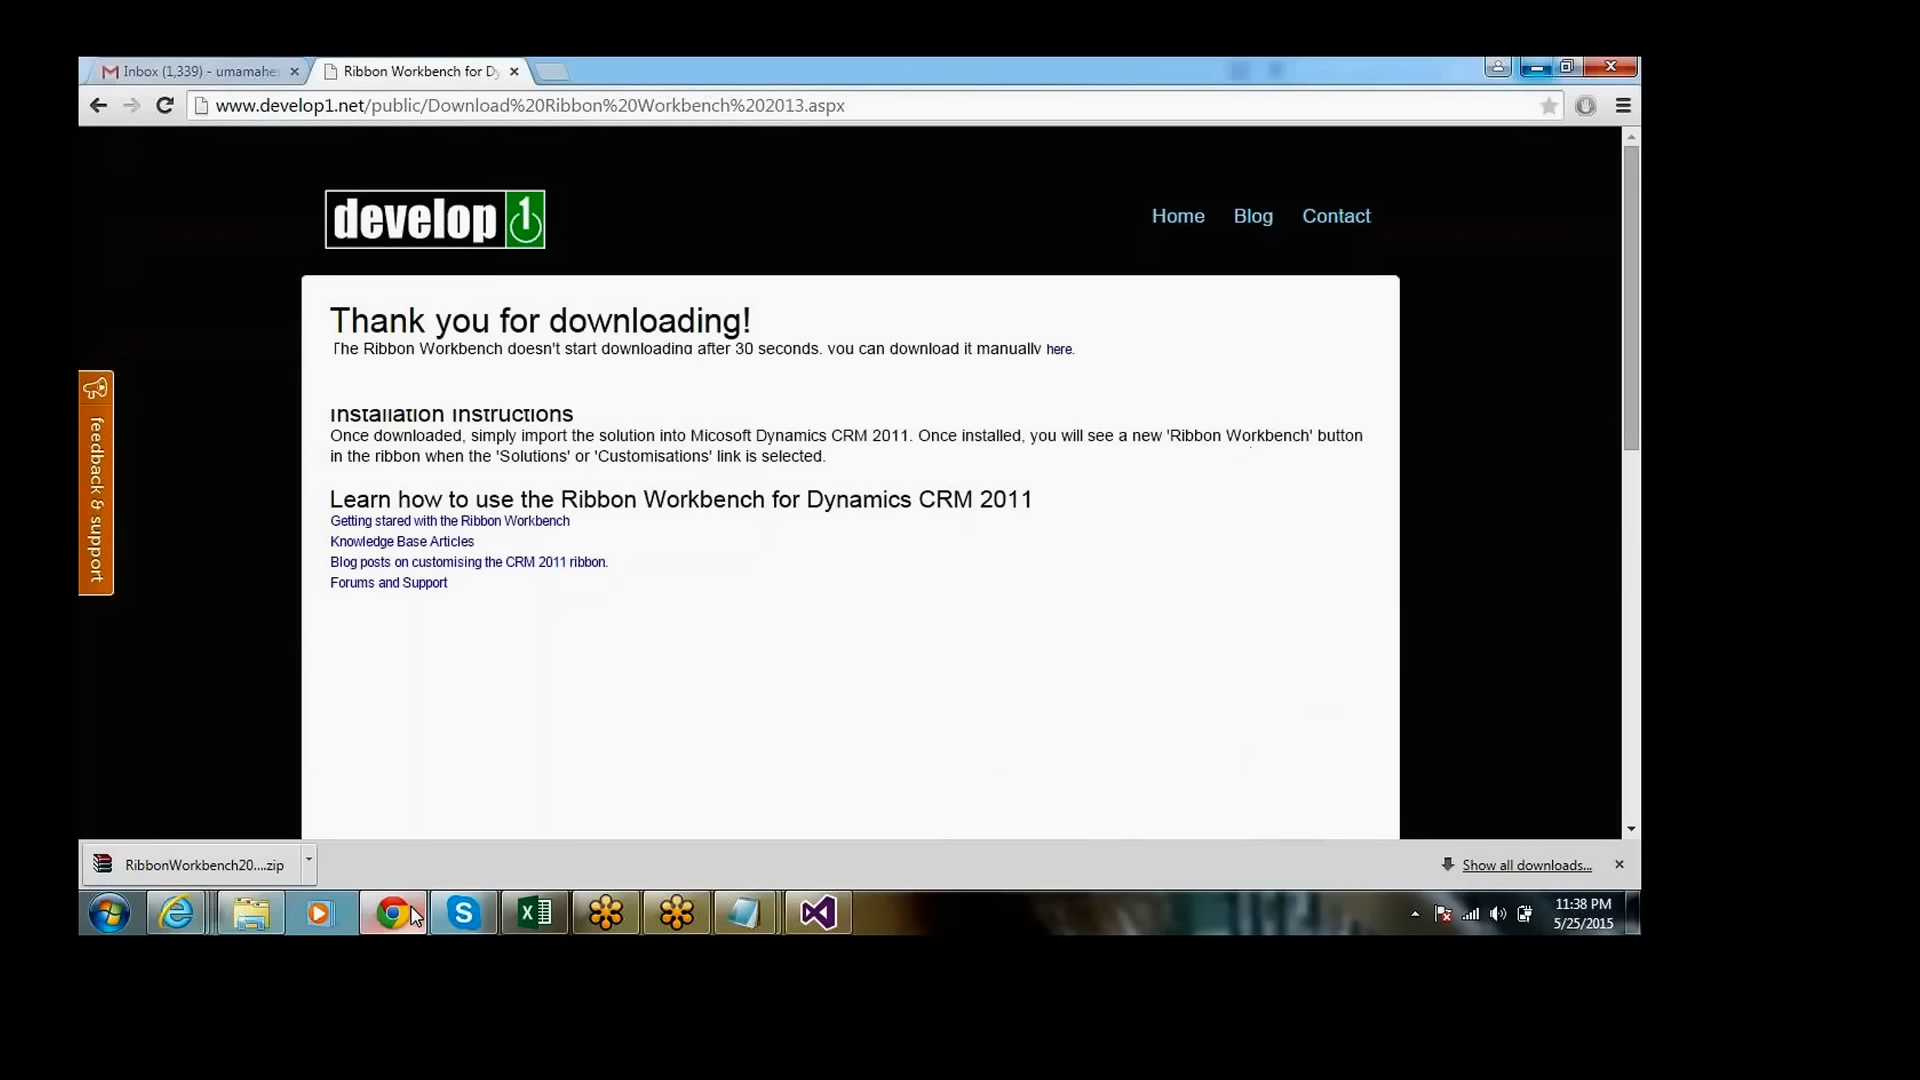 Inbox (1,339) - umamahe
Ribbon Workbench for D
www.develop1.net/public/Download%20Ribbon%20Workbench%202013.aspx
develop 1
Home Blog Contact
Thank you for downloading!
The Ribbon Workbench doesn't start downloading after 30 seconds, you can download it manually here.
Installation Instructions
Once downloaded, simply import the solution into Micosoft Dynamics CRM 2011. Once installed, you will see a new 'Ribbon Workbench' button
in the ribbon when the 'Solutions' or 'Customisations' link is selected.
Learn how to use the Ribbon Workbench for Dynamics CRM 2011
Getting stared with the Ribbon Workbench
Knowledge Base Articles
Blog posts on customising the CRM 2011 ribbon.
Forums and Support
feedback & support
RibbonWorkbench20....zip
Show all downloads...
11:38 PM
5/25/2015